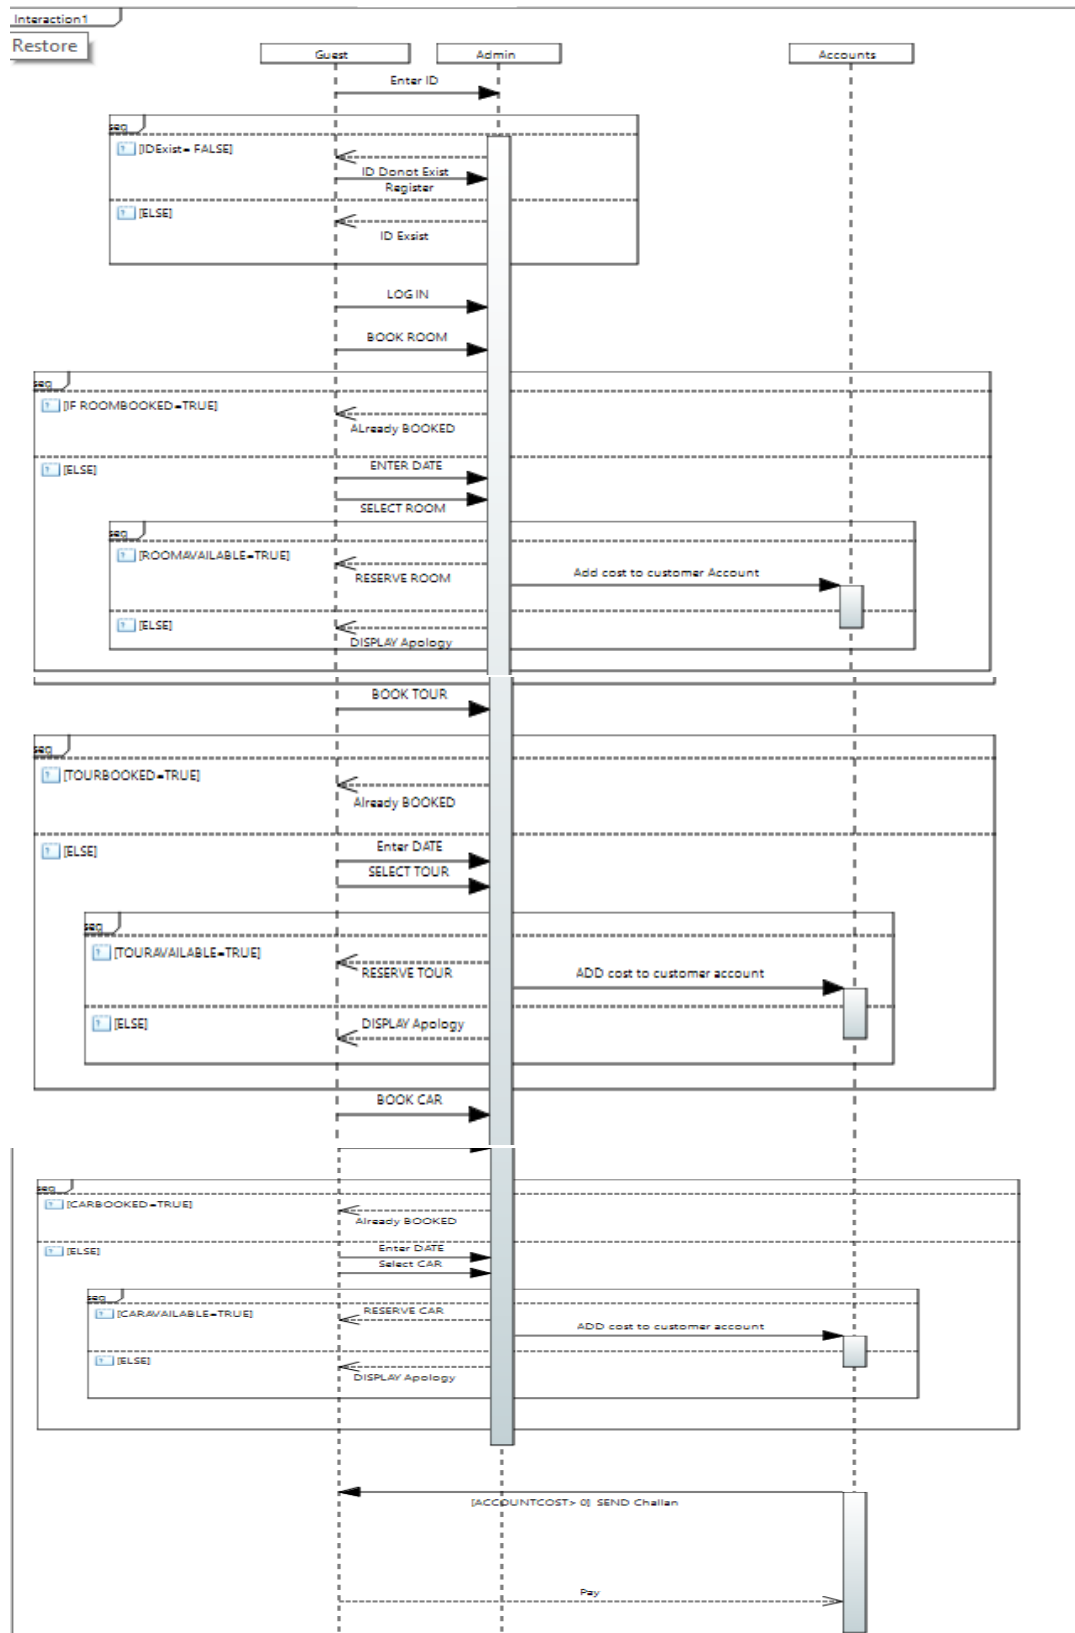 Interaction1
Restore
Guest
Admin
Accounts
Enter ID
seq
[IDExist= FALSE]
ID Donot Exist
Register
[ELSE]
ID Exsist
LOG IN
BOOK ROOM
seq
[IF ROOMBOOKED=TRUE]
ALready BOOKED
[ELSE]
ENTER DATE
SELECT ROOM
seq
[ROOMAVAILABLE=TRUE]
RESERVE ROOM
Add cost to customer Account
[ELSE]
DISPLAY Apology
BOOK TOUR
seq
[TOURBOOKED=TRUE]
Already BOOKED
[ELSE]
Enter DATE
SELECT TOUR
seq
[TOURAVAILABLE=TRUE]
RESERVE TOUR
ADD cost to customer account
[ELSE]
DISPLAY Apology
BOOK CAR
seq
[CARBOOKED=TRUE]
Already BOOKED
[ELSE]
Enter DATE
Select CAR
seq
[CARAVAILABLE=TRUE]
RESERVE CAR
ADD cost to customer account
[ELSE]
DISPLAY Apology
[ACCOUNTCOST> 0] SEND Challan
Pay